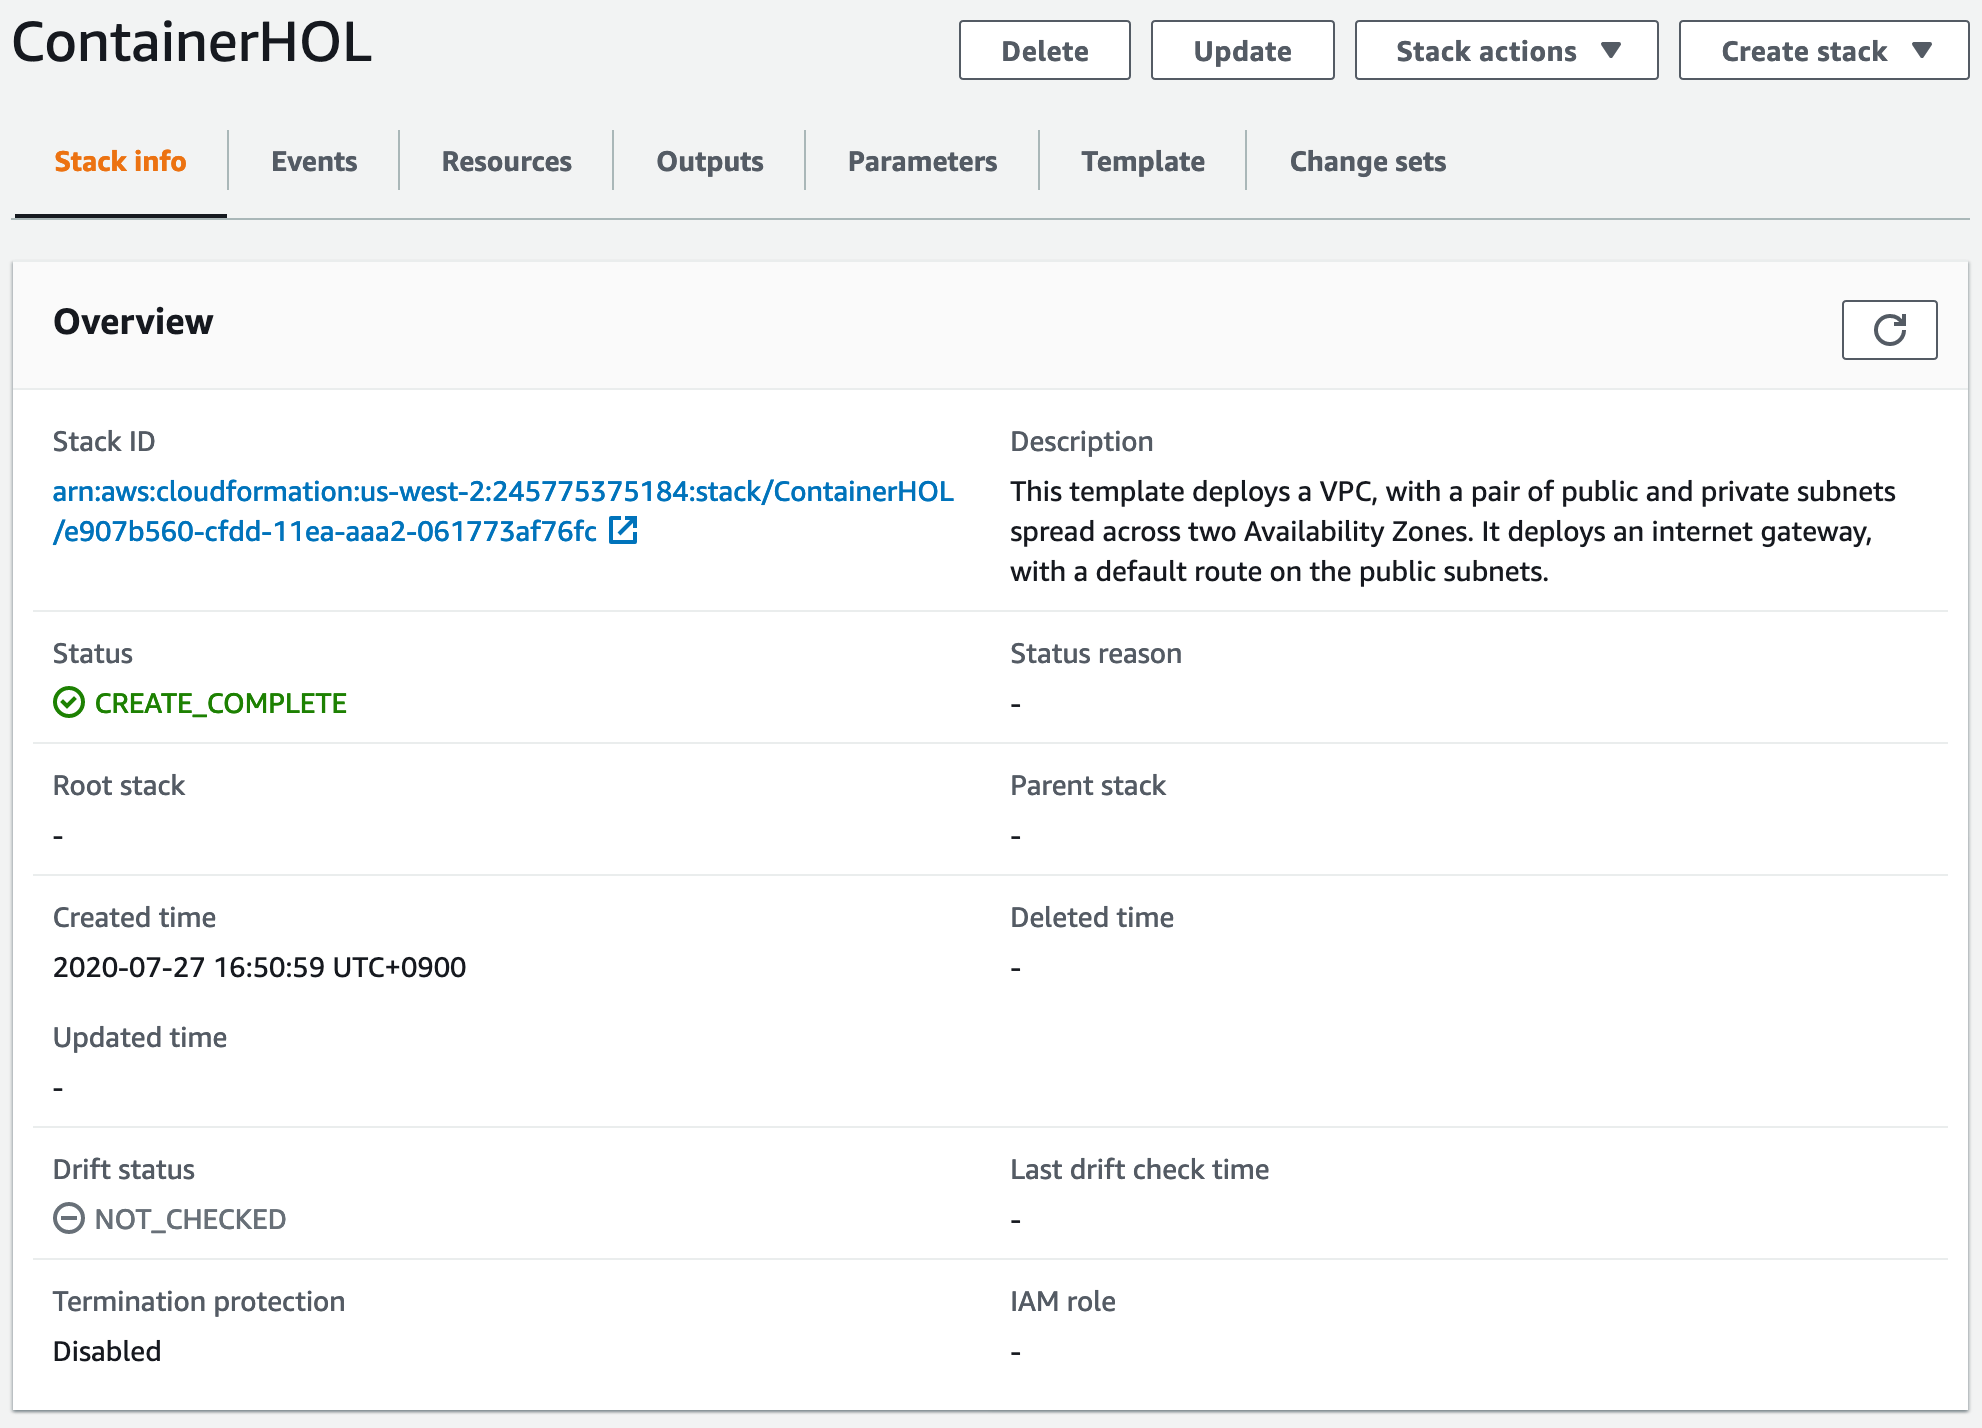 ContainerHOL
Delete
Update
Stack actions
Create stack
Stack info
Events
Resources
Outputs
Parameters
Template
Change sets
Overview
Stack ID
arn:aws:cloudformation:us-west-2:245775375184:stack/ContainerHOL
/e907b560-cfdd-11ea-aaa2-061773af76fc
Description
This template deploys a VPC, with a pair of public and private subnets
spread across two Availability Zones. It deploys an internet gateway,
with a default route on the public subnets.
Status
CREATE_COMPLETE
Status reason
-
Root stack
-
Parent stack
-
Created time
2020-07-27 16:50:59 UTC+0900
Deleted time
-
Updated time
-
Drift status
NOT_CHECKED
Last drift check time
-
Termination protection
Disabled
IAM role
-